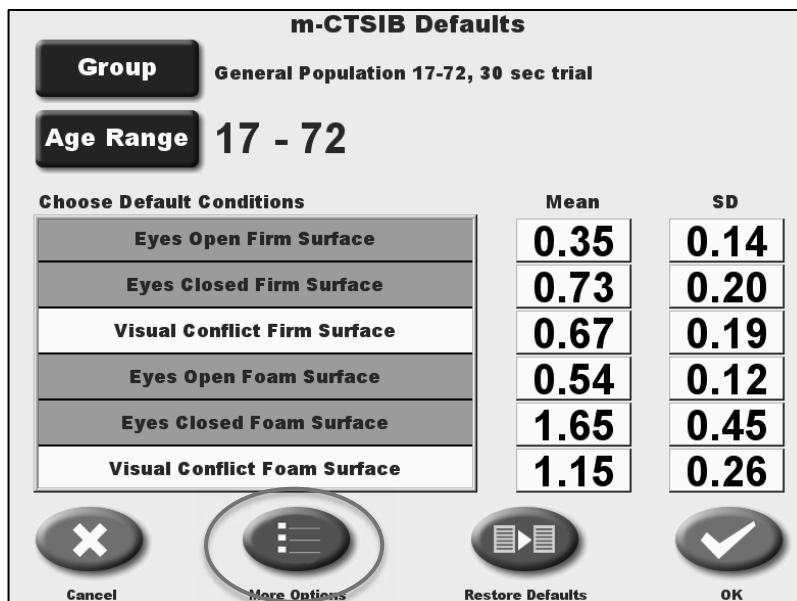 m-CTSIB Defaults
Group General Population 17-72, 30 sec trial
Age Range 17 - 72
Choose Default Conditions Mean SD
Eyes Open Firm Surface 0.35 0.14
Eyes Closed Firm Surface 0.73 0.20
Visual Conflict Firm Surface 0.67 0.19
Eyes Open Foam Surface 0.54 0.12
Eyes Closed Foam Surface 1.65 0.45
Visual Conflict Foam Surface 1.15 0.26
Cancel More Options Restore Defaults OK